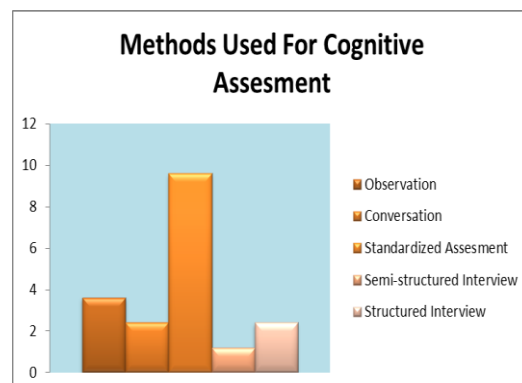 Methods Used For Cognitive
Assesment
12
10
8
6
4
2
0
Observation
Conversation
Standardized Assesment
Semi-structured Interview
Structured Interview